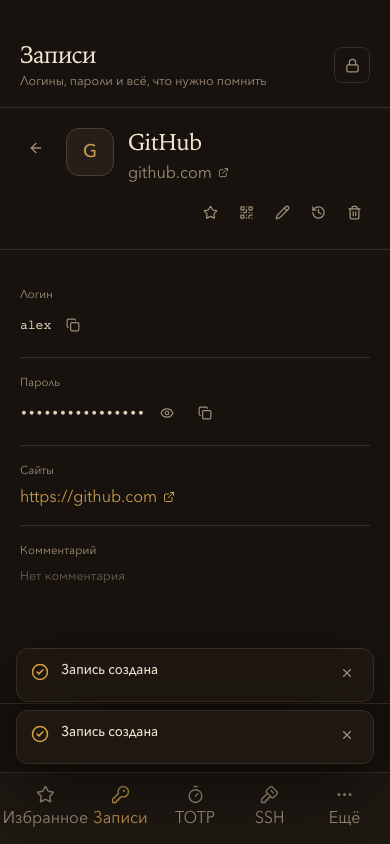 Записи
Логины, пароли и всё, что нужно помнить
G
GitHub
github.com
Логин
alex
Пароль
••••••••••••••••
Сайты
https://github.com
Комментарий
Нет комментария
Запись создана
Запись создана
Избранное Записи TOTP SSH Ещё